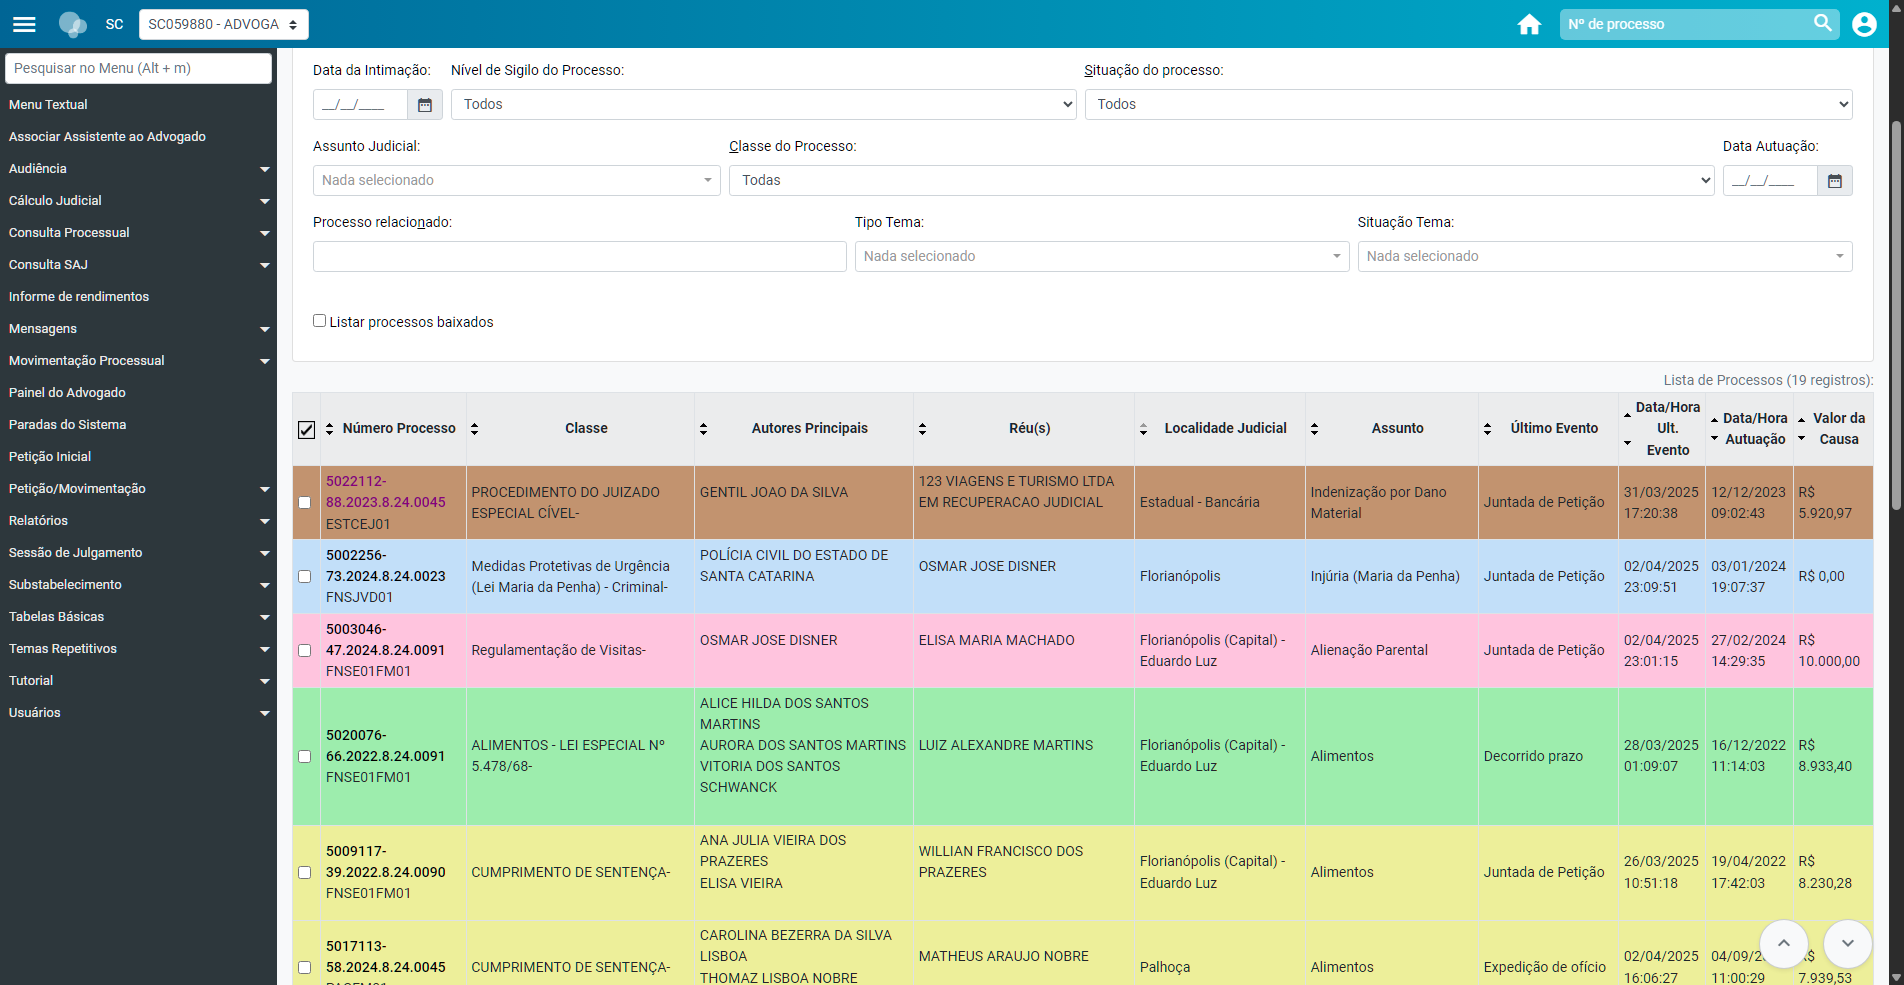 SC
SC059880 - ADVOGA
Nº de processo
Pesquisar no Menu (Alt + m)
Menu Textual
Associar Assistente ao Advogado
Audiência
Cálculo Judicial
Consulta Processual
Consulta SAJ
Informe de rendimentos
Mensagens
Movimentação Processual
Painel do Advogado
Paradas do Sistema
Petição Inicial
Petição/Movimentação
Relatórios
Sessão de Julgamento
Substabelecimento
Tabelas Básicas
Temas Repetitivos
Tutorial
Usuários
Data da Intimação:
Nível de Sigilo do Processo:
Situação do processo:
__/__/____
Todos
Todos
Assunto Judicial:
Classe do Processo:
Data Autuação:
Nada selecionado
Todas
__/__/____
Processo relacionado:
Tipo Tema:
Situação Tema:
Nada selecionado
Nada selecionado
Listar processos baixados
Lista de Processos (19 registros):
Número Processo
Classe
Autores Principais
Réu(s)
Localidade Judicial
Assunto
Último Evento
Data/Hora
Ult.
Evento
Data/Hora
Autuação
Valor da
Causa
5022112-
88.2023.8.24.0045
ESTCEJ01
PROCEDIMENTO DO JUIZADO
ESPECIAL CÍVEL-
GENTIL JOAO DA SILVA
123 VIAGENS E TURISMO LTDA
EM RECUPERACAO JUDICIAL
Estadual - Bancária
Indenização por Dano
Material
Juntada de Petição
31/03/2025
17:20:38
12/12/2023
09:02:43
R$
5.920,97
5002256-
73.2024.8.24.0023
FNSJVD01
Medidas Protetivas de Urgência
(Lei Maria da Penha) - Criminal-
POLÍCIA CIVIL DO ESTADO DE
SANTA CATARINA
OSMAR JOSE DISNER
Florianópolis
Injúria (Maria da Penha)
Juntada de Petição
02/04/2025
23:09:51
03/01/2024
19:07:37
R$ 0,00
5003046-
47.2024.8.24.0091
FNSE01FM01
Regulamentação de Visitas-
OSMAR JOSE DISNER
ELISA MARIA MACHADO
Florianópolis (Capital) -
Eduardo Luz
Alienação Parental
Juntada de Petição
02/04/2025
23:01:15
27/02/2024
14:29:35
R$
10.000,00
5020076-
66.2022.8.24.0091
FNSE01FM01
ALIMENTOS - LEI ESPECIAL Nº
5.478/68-
ALICE HILDA DOS SANTOS
MARTINS
AURORA DOS SANTOS MARTINS
VITORIA DOS SANTOS
SCHWANCK
LUIZ ALEXANDRE MARTINS
Florianópolis (Capital) -
Eduardo Luz
Alimentos
Decorrido prazo
28/03/2025
01:09:07
16/12/2022
11:14:03
R$
8.933,40
5009117-
39.2022.8.24.0090
FNSE01FM01
CUMPRIMENTO DE SENTENÇA-
ANA JULIA VIEIRA DOS
PRAZERES
ELISA VIEIRA
WILLIAN FRANCISCO DOS
PRAZERES
Florianópolis (Capital) -
Eduardo Luz
Alimentos
Juntada de Petição
26/03/2025
10:51:18
19/04/2022
17:42:03
R$
8.230,28
5017113-
58.2024.8.24.0045
CUMPRIMENTO DE SENTENÇA-
CAROLINA BEZERRA DA SILVA
LISBOA
THOMAZ LISBOA NOBRE
MATHEUS ARAUJO NOBRE
Palhoça
Alimentos
Expedição de ofício
02/04/2025
16:06:27
04/09/
11:00:29
7.939,53